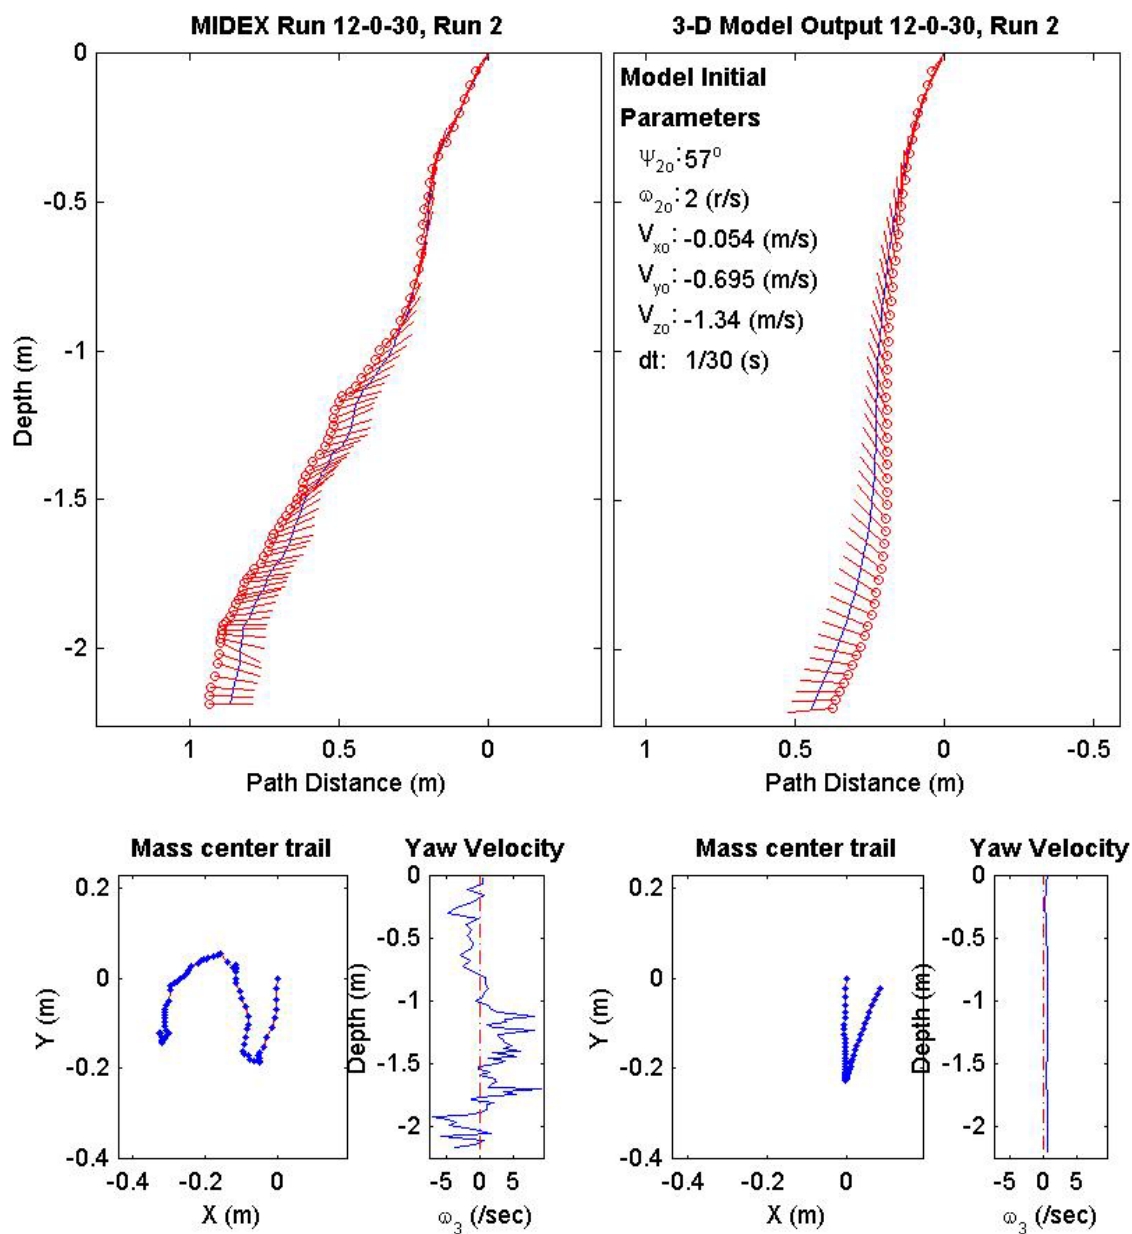 MIDEX Run 12-0-30, Run 2
3-D Model Output 12-0-30, Run 2
0
-0.5
-1
-1.5
-2
Depth (m)
1
0.5
0
Path Distance (m)
Model Initial
Parameters
Ψ2o: 57o
ω2o: 2 (r/s)
Vxo: -0.054 (m/s)
Vyo: -0.695 (m/s)
Vzo: -1.34 (m/s)
dt: 1/30 (s)
1
0.5
0
-0.5
Path Distance (m)
Mass center trail
0.2
0
-0.2
-0.4
Y (m)
-0.4
-0.2
0
X (m)
Yaw Velocity
0
-0.5
-1
-1.5
-2
Depth (m)
-5
0
5
ω3 (/sec)
Mass center trail
0.2
0
-0.2
-0.4
Y (m)
-0.4
-0.2
0
X (m)
Yaw Velocity
0
-0.5
-1
-1.5
-2
Depth (m)
-5
0
5
ω3 (/sec)